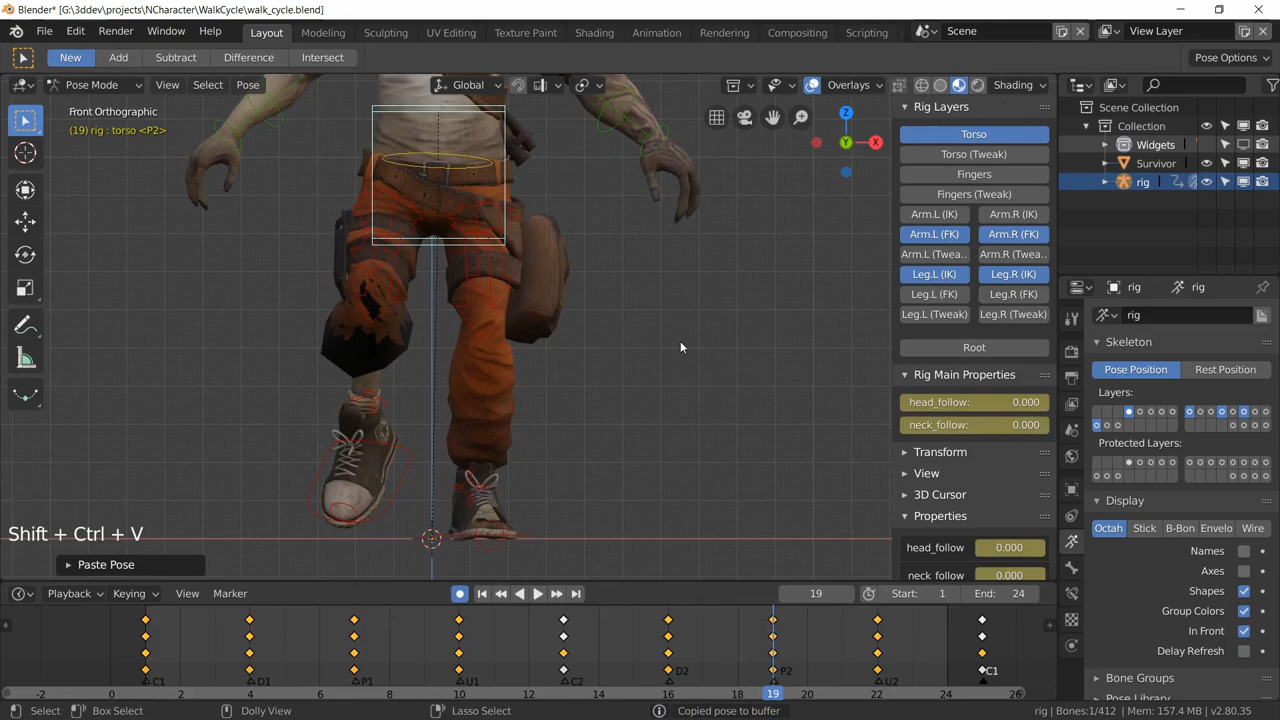 Blender* [G:\3ddev\projects\NCharacter\WalkCycle\walk_cycle.blend]
File Edit Render Window Help Layout Modeling Sculpting UV Editing Texture Paint Shading Animation Rendering Compositing Scripting Scene View Layer
New Add Subtract Difference Intersect Pose Options
Pose Mode View Select Pose Global Overlays Shading
Front Orthographic
(19) rig : torso <P2>
Z
X
Y
Rig Layers
Torso
Torso (Tweak)
Fingers
Fingers (Tweak)
Arm.L (IK) Arm.R (IK)
Arm.L (FK) Arm.R (FK)
Arm.L (Twea.. Arm.R (Twea..
Leg.L (IK) Leg.R (IK)
Leg.L (FK) Leg.R (FK)
Leg.L (Tweak) Leg.R (Tweak)
Root
Rig Main Properties
head_follow: 0.000
neck_follow: 0.000
Transform
View
3D Cursor
Properties
head_follow 0.000
neck_follow 0.000
Scene Collection
Collection
Widgets
Survivor
rig
rig rig
rig
Skeleton
Pose Position Rest Position
Layers:
Protected Layers:
Display
Octah Stick B-Bon Envelo Wire
Names
Axes
Shapes
Group Colors
In Front
Delay Refresh
Bone Groups
Pose Library
Shift + Ctrl + V
Paste Pose
Playback Keying View Marker 19 Start: 1 End: 24
C1 D1 P1 U1 C2 D2 P2 U2 C1
-2 0 2 4 6 8 10 12 14 16 19 20 22 24 26
Select Box Select Dolly View Lasso Select Copied pose to buffer rig | Bones:1/412 | Mem: 157.4 MB | v2.80.35